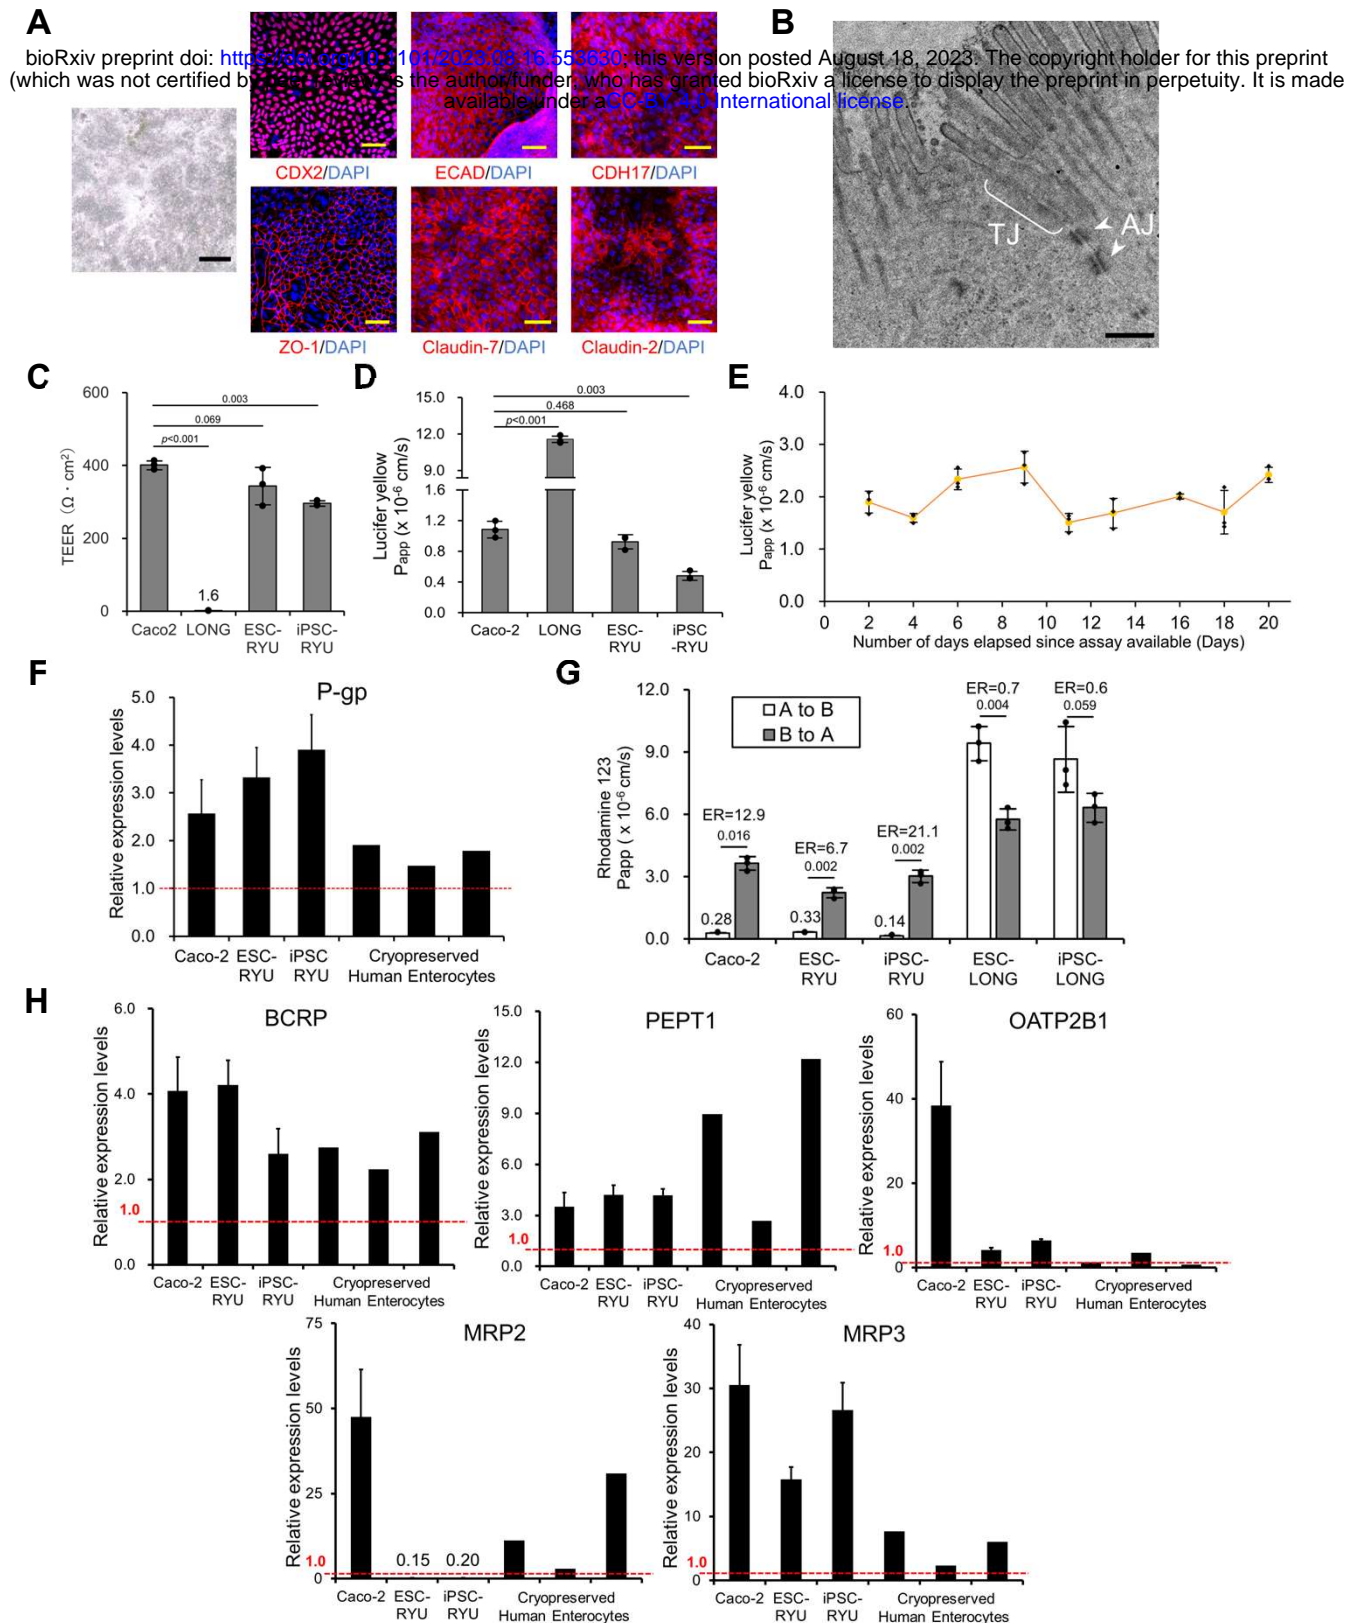 A
B
bioRxiv preprint doi: https://doi.org/10.1101/2023.08.16.553630; this version posted August 18, 2023. The copyright holder for this preprint
(which was not certified by peer review) is the author/funder, who has granted bioRxiv a license to display the preprint in perpetuity. It is made
available under aCC-BY 4.0 International license.
CDX2/DAPI
ECAD/DAPI
CDH17/DAPI
ZO-1/DAPI
Claudin-7/DAPI
Claudin-2/DAPI
TJ
AJ
C
TEER (Ω・cm²)
600
400
200
0
0.003
0.069
p<0.001
1.6
Caco2
LONG
ESC-
RYU
iPSC-
RYU
D
Lucifer yellow
Papp (x 10-6 cm/s)
15.0
12.0
9.0
1.6
1.2
0.8
0.4
0.0
0.003
0.468
p<0.001
Caco-2
LONG
ESC-
RYU
iPSC
-RYU
E
Lucifer yellow
Papp (x 10-6 cm/s)
4.0
3.0
2.0
1.0
0.0
0 2 4 6 8 10 12 14 16 18 20
Number of days elapsed since assay available (Days)
F
P-gp
Relative expression levels
5.0
4.0
3.0
2.0
1.0
0.0
Caco-2
ESC-
RYU
iPSC
RYU
Cryopreserved
Human Enterocytes
G
Rhodamine 123
Papp ( x 10-6 cm/s)
12.0
9.0
6.0
3.0
0.0
A to B
B to A
ER=12.9
0.016
0.28
ER=6.7
0.002
0.33
ER=21.1
0.002
0.14
ER=0.7
0.004
ER=0.6
0.059
Caco-2
ESC-
RYU
iPSC-
RYU
ESC-
LONG
iPSC-
LONG
H
BCRP
Relative expression levels
6.0
4.0
2.0
1.0
0.0
Caco-2
ESC-
RYU
iPSC-
RYU
Cryopreserved
Human Enterocytes
PEPT1
Relative expression levels
15.0
12.0
9.0
6.0
3.0
1.0
0.0
Caco-2
ESC-
RYU
iPSC-
RYU
Cryopreserved
Human Enterocytes
OATP2B1
Relative expression levels
60
40
20
1.0
0
Caco-2
ESC-
RYU
iPSC-
RYU
Cryopreserved
Human Enterocytes
MRP2
Relative expression levels
75
50
25
1.0
0
0.15
0.20
Caco-2
ESC-
RYU
iPSC-
RYU
Cryopreserved
Human Enterocytes
MRP3
Relative expression levels
40
30
20
10
1.0
0
Caco-2
ESC-
RYU
iPSC-
RYU
Cryopreserved
Human Enterocytes